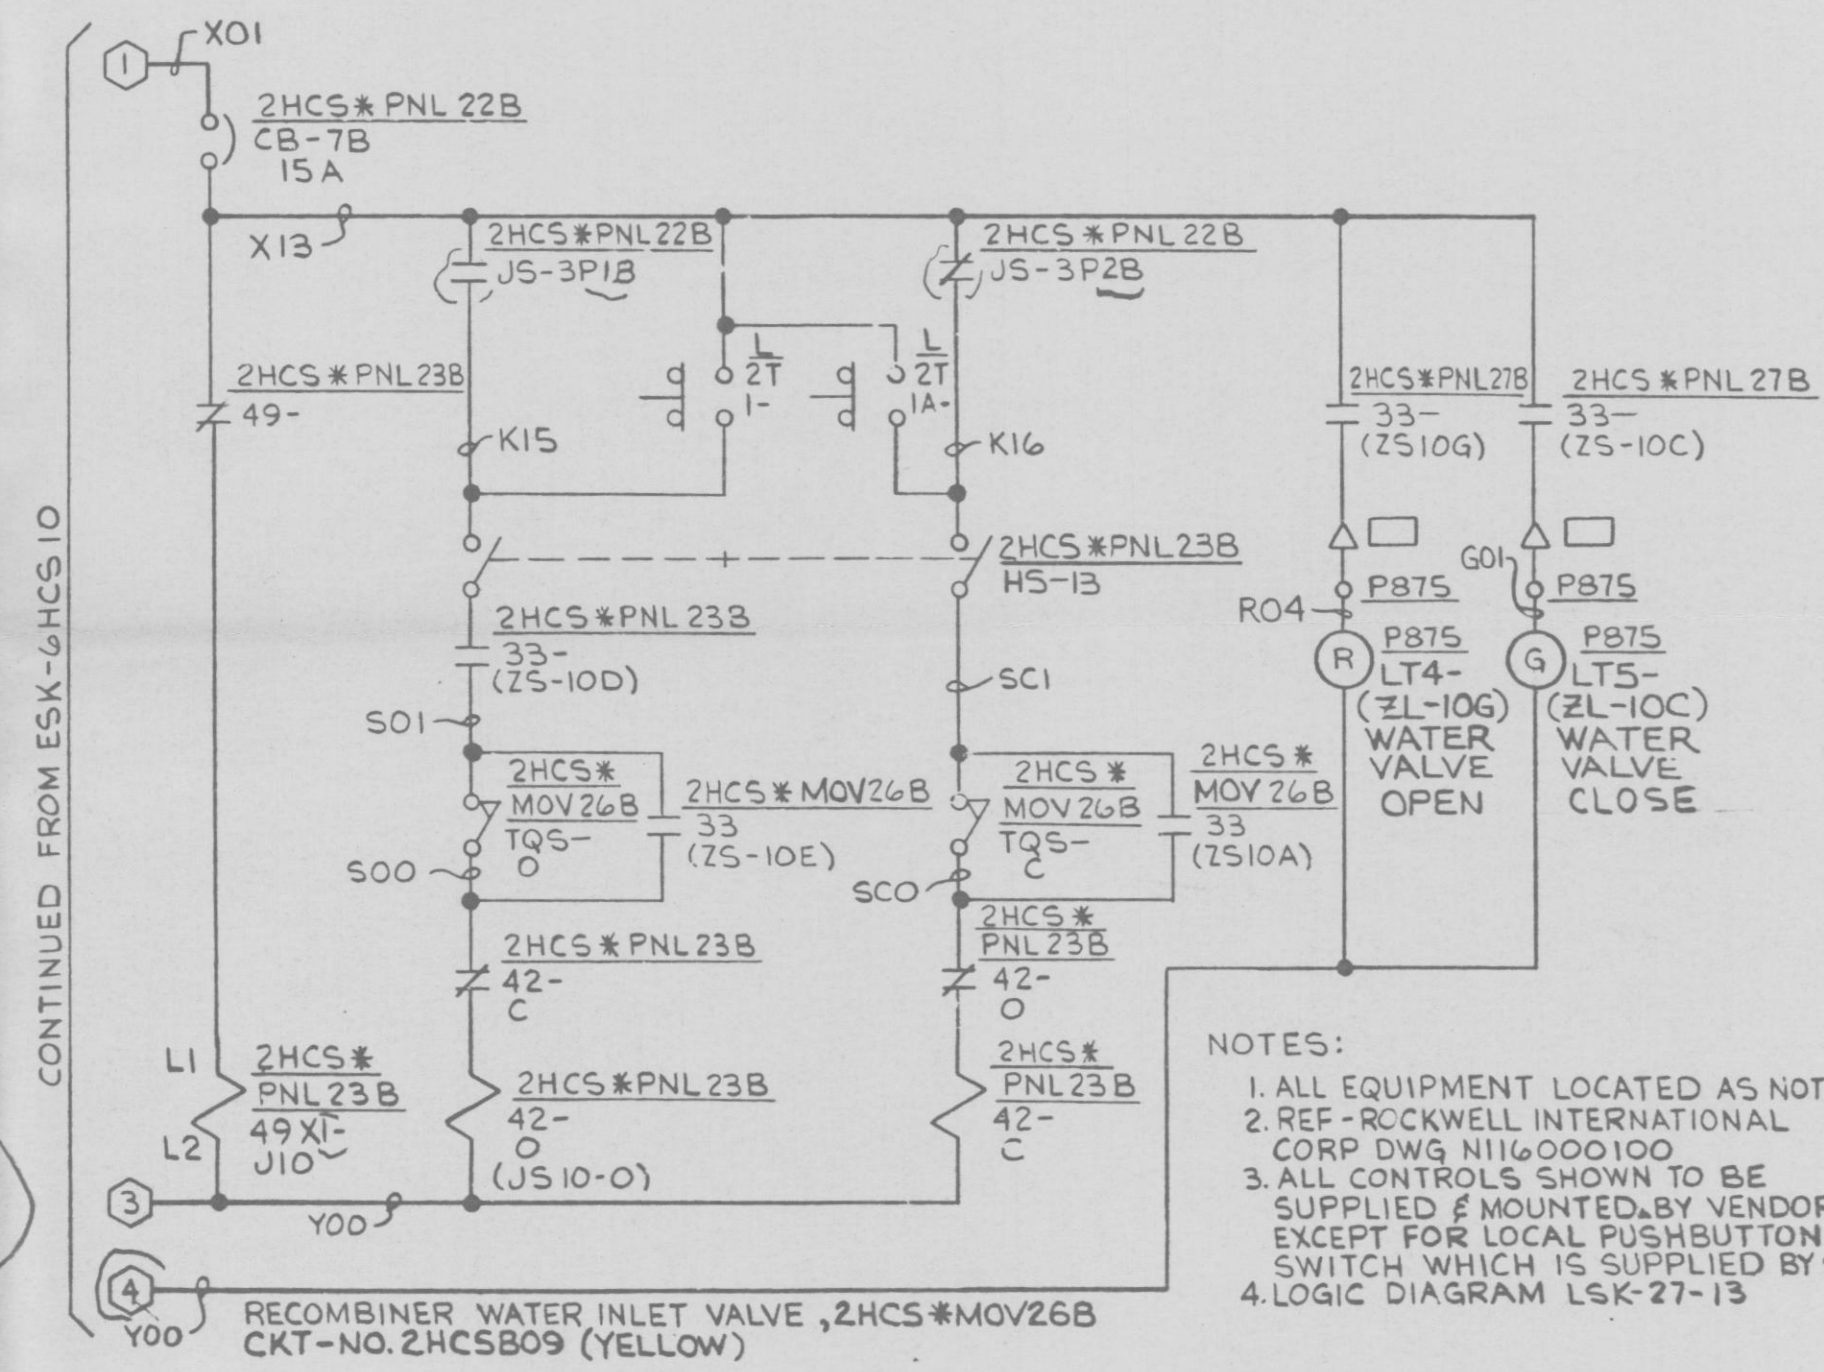 CONTINUED FROM ESK-6HCS10
1
X01
2HCS*PNL 22B
CB-7B
15A
X13
2HCS*PNL22B
JS-3P1B
2HCS*PNL22B
JS-3P2B
2HCS*PNL23B
49-
L
2T
1-
L
2T
1A-
2HCS*PNL27B
33-
(ZS10G)
2HCS*PNL27B
33-
(ZS-10C)
K15
K16
2HCS*PNL23B
HS-13
G01
P875
P875
R04
2HCS*PNL23B
33-
(ZS-10D)
S01
SC1
R
P875
LT4-
(ZL-10G)
WATER
VALVE
OPEN
G
P875
LT5-
(ZL-10C)
WATER
VALVE
CLOSE
2HCS*
MOV26B
TQS-
O
2HCS*MOV26B
33
(ZS-10E)
2HCS*
MOV26B
TQS-
C
2HCS*
MOV26B
33
(ZS10A)
S00
SC0
2HCS*PNL23B
42-
C
2HCS*
PNL23B
42-
O
L1
L2
2HCS*
PNL23B
49X1-
J10
2HCS*PNL23B
42-
O
(JS10-O)
2HCS*
PNL23B
42-
C
3
Y00
4
Y00
RECOMBINER WATER INLET VALVE, 2HCS*MOV26B
CKT-NO. 2HCSB09 (YELLOW)
NOTES:
1. ALL EQUIPMENT LOCATED AS NOT
2. REF-ROCKWELL INTERNATIONAL
CORP DWG N116000100
3. ALL CONTROLS SHOWN TO BE
SUPPLIED & MOUNTED BY VENDOR
EXCEPT FOR LOCAL PUSHBUTTON
SWITCH WHICH IS SUPPLIED BY
4. LOGIC DIAGRAM LSK-27-13